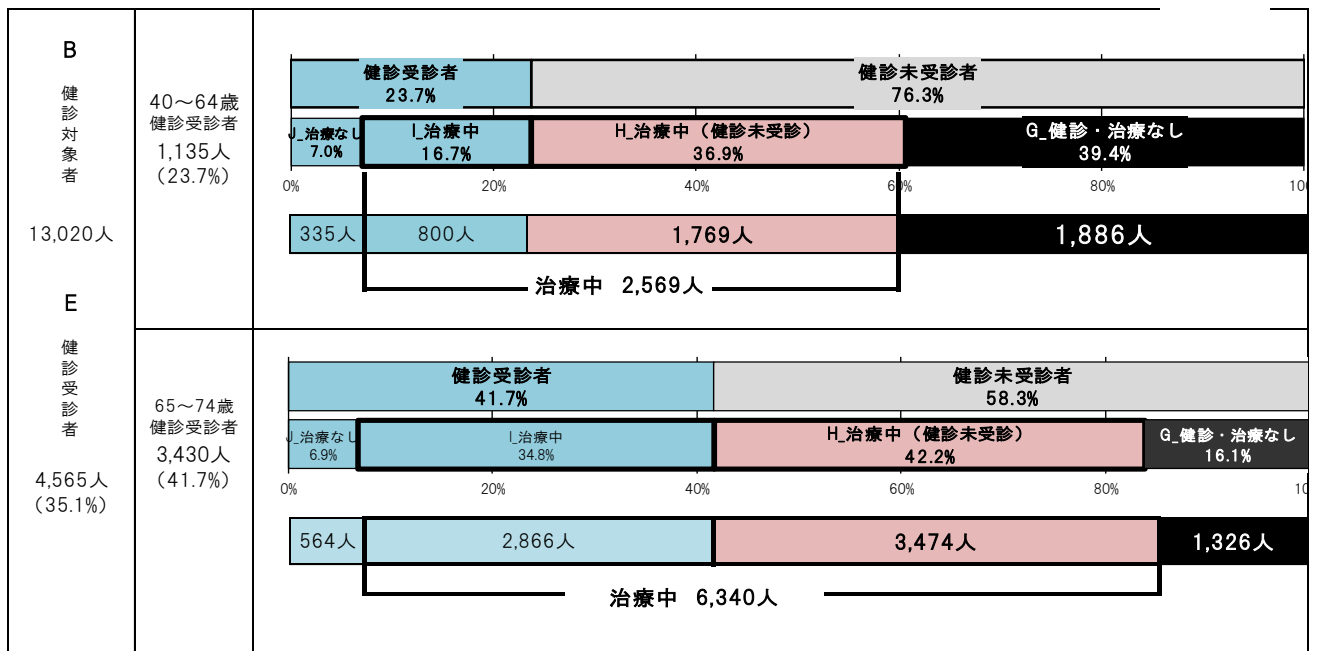 B
健診対象者
13,020人
E
健診受診者
4,565人
（35.1%）
40～64歳
健診受診者
1,135人
（23.7%）
健診受診者
23.7%
健診未受診者
76.3%
J_治療なし
7.0%
I_治療中
16.7%
H_治療中（健診未受診）
36.9%
G_健診・治療なし
39.4%
0%
20%
40%
60%
80%
100
335人
800人
1,769人
1,886人
治療中 2,569人
65～74歳
健診受診者
3,430人
（41.7%）
健診受診者
41.7%
健診未受診者
58.3%
J_治療なし
6.9%
I_治療中
34.8%
H_治療中（健診未受診）
42.2%
G_健診・治療なし
16.1%
0%
20%
40%
60%
80%
10
564人
2,866人
3,474人
1,326人
治療中 6,340人